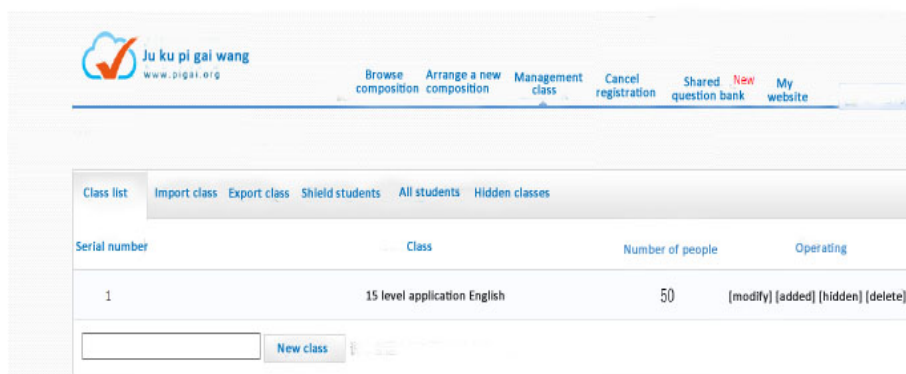 Ju ku pi gai wang
www.pigai.org
Browse composition Arrange a new composition Management class Cancel registration Shared question bank New My website
Class list Import class Export class Shield students All students Hidden classes
Serial number Class Number of people Operating
1 15 level application English 50 [modify] [added] [hidden] [delete]
New class